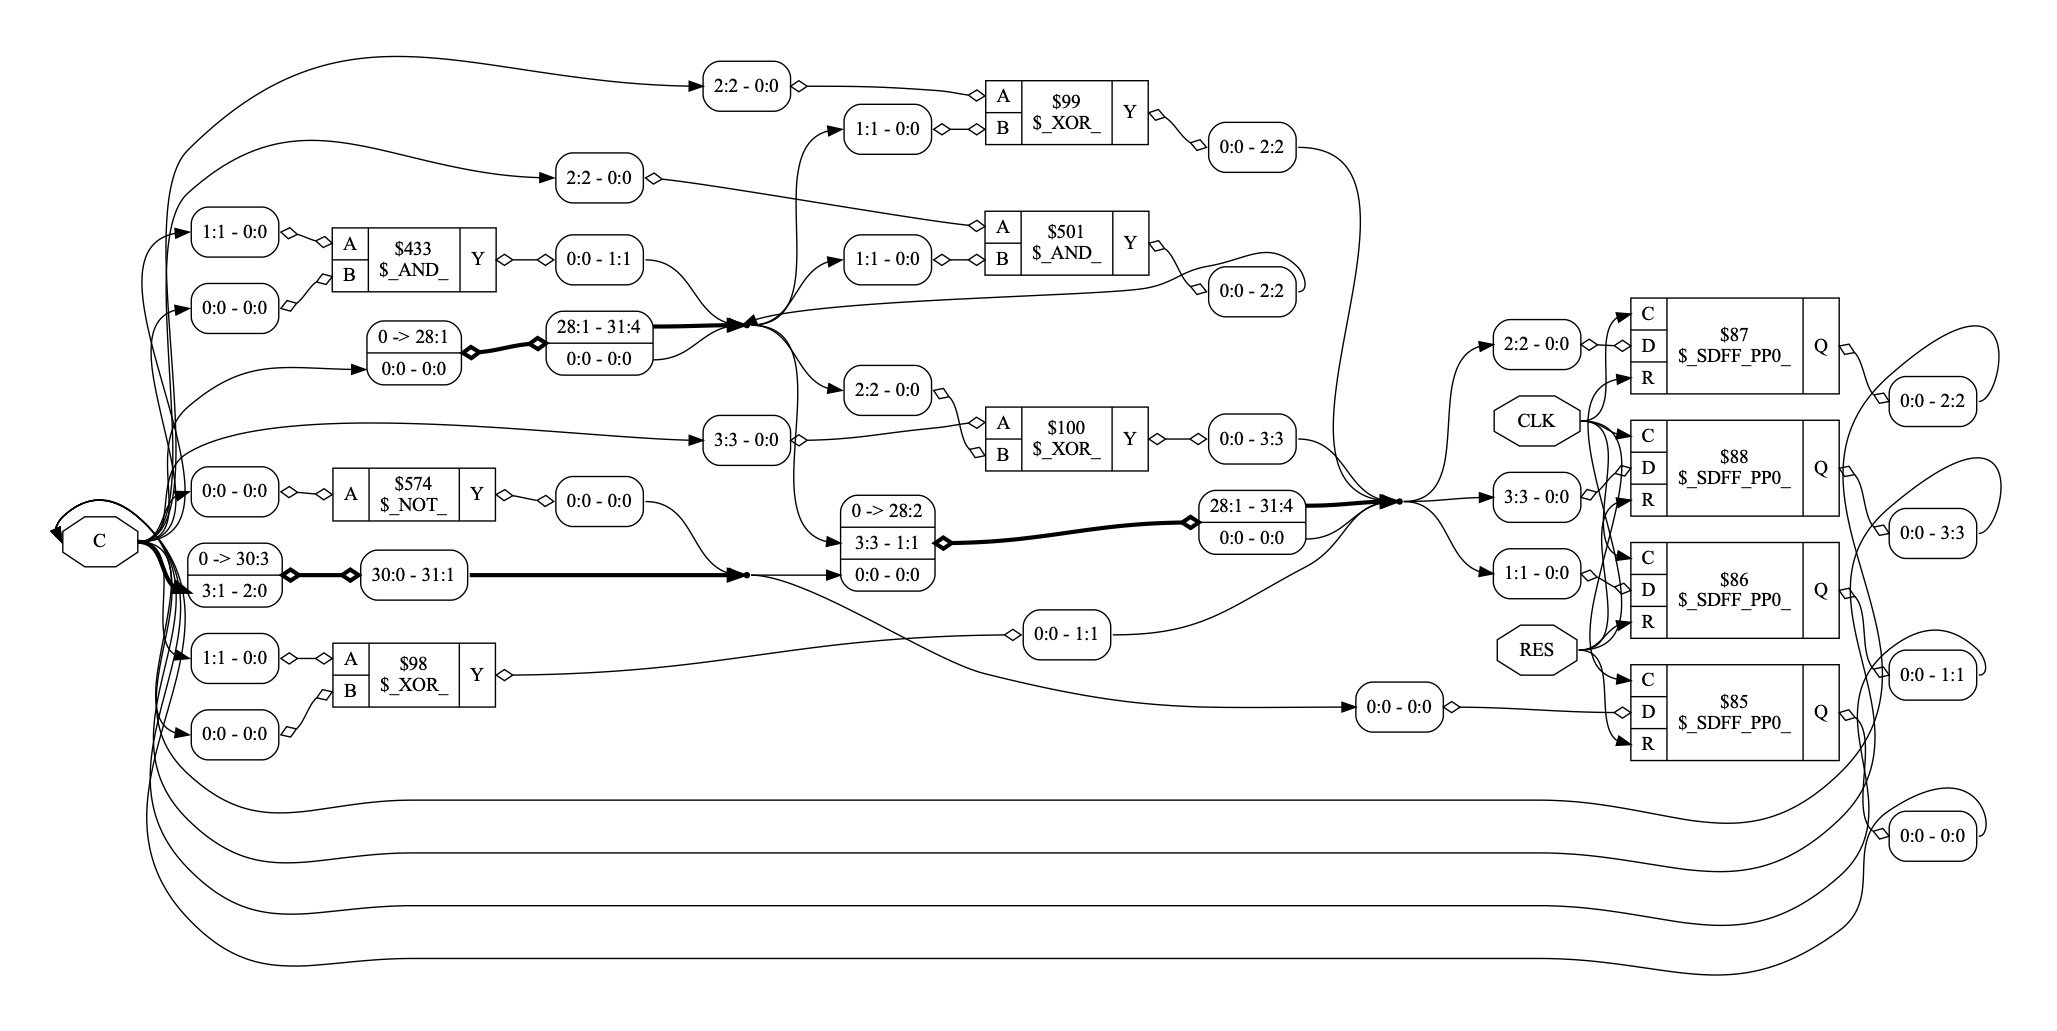 2:2 - 0:0
A
B
$99
$_XOR_
Y
1:1 - 0:0
0:0 - 2:2
2:2 - 0:0
1:1 - 0:0
0:0 - 0:0
A
B
$433
$_AND_
Y
0:0 - 1:1
1:1 - 0:0
A
B
$501
$_AND_
Y
0:0 - 2:2
0 -> 28:1
0:0 - 0:0
28:1 - 31:4
0:0 - 0:0
2:2 - 0:0
3:3 - 0:0
A
B
$100
$_XOR_
Y
0:0 - 3:3
C
0:0 - 0:0
A
$574
$_NOT_
Y
0:0 - 0:0
0 -> 30:3
3:1 - 2:0
30:0 - 31:1
0 -> 28:2
3:3 - 1:1
0:0 - 0:0
28:1 - 31:4
0:0 - 0:0
1:1 - 0:0
0:0 - 0:0
A
B
$98
$_XOR_
Y
0:0 - 1:1
0:0 - 0:0
2:2 - 0:0
CLK
3:3 - 0:0
1:1 - 0:0
RES
C
D
R
$87
$_SDFF_PP0_
Q
0:0 - 2:2
C
D
R
$88
$_SDFF_PP0_
Q
0:0 - 3:3
C
D
R
$86
$_SDFF_PP0_
Q
0:0 - 1:1
C
D
R
$85
$_SDFF_PP0_
Q
0:0 - 0:0